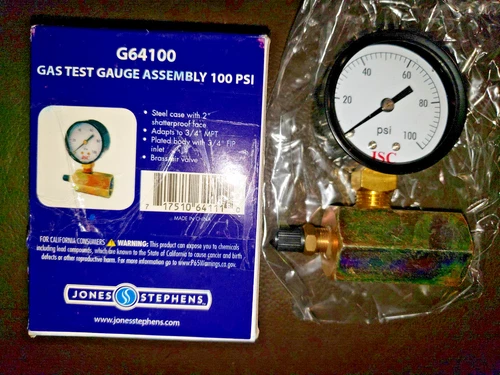 G64100
GAS TEST GAUGE ASSEMBLY 100 PSI
• Steel case with 2"
shatterproof face
• Adapts to 3/4" MPT
• Plated body with 3/4" FIP
inlet
• Brass air valve
7 17510 64111 0
MADE IN CHINA
FOR CALIFORNIA CONSUMERS ⚠ WARNING: This product can expose you to chemicals
including lead compounds, which are known to the State of California to cause cancer and birth
defects or other reproductive harm. For more information go to www.P65Warnings.ca.gov.
JONES S STEPHENS
www.jonesstephens.com
20 40 60 80 100
psi
JSC